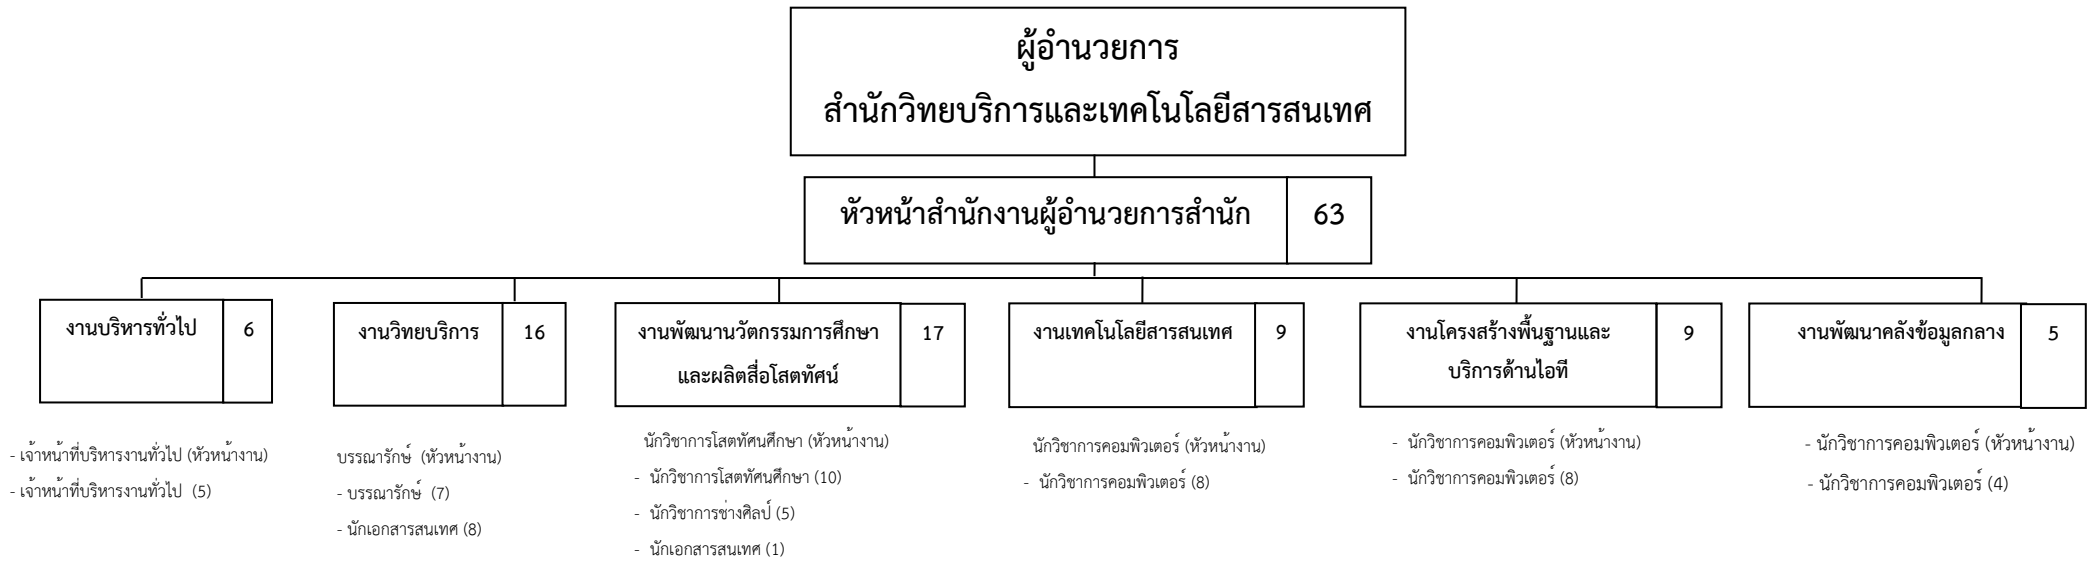 ผู้อำนวยการ
สำนักวิทยบริการและเทคโนโลยีสารสนเทศ
หัวหน้าสำนักงานผู้อำนวยการสำนัก 63
งานบริหารทั่วไป 6
- เจ้าหน้าที่บริหารงานทั่วไป (หัวหน้างาน)
- เจ้าหน้าที่บริหารงานทั่วไป (5)
งานวิทยบริการ 16
บรรณารักษ์ (หัวหน้างาน)
- บรรณารักษ์ (7)
- นักเอกสารสนเทศ (8)
งานพัฒนานวัตกรรมการศึกษา 17
และผลิตสื่อโสตทัศน์
นักวิชาการโสตทัศนศึกษา (หัวหน้างาน)
- นักวิชาการโสตทัศนศึกษา (10)
- นักวิชาการช่างศิลป์ (5)
- นักเอกสารสนเทศ (1)
งานเทคโนโลยีสารสนเทศ 9
นักวิชาการคอมพิวเตอร์ (หัวหน้างาน)
- นักวิชาการคอมพิวเตอร์ (8)
งานโครงสร้างพื้นฐานและ 9
บริการด้านไอที
- นักวิชาการคอมพิวเตอร์ (หัวหน้างาน)
- นักวิชาการคอมพิวเตอร์ (8)
งานพัฒนาคลังข้อมูลกลาง 5
- นักวิชาการคอมพิวเตอร์ (หัวหน้างาน)
- นักวิชาการคอมพิวเตอร์ (4)